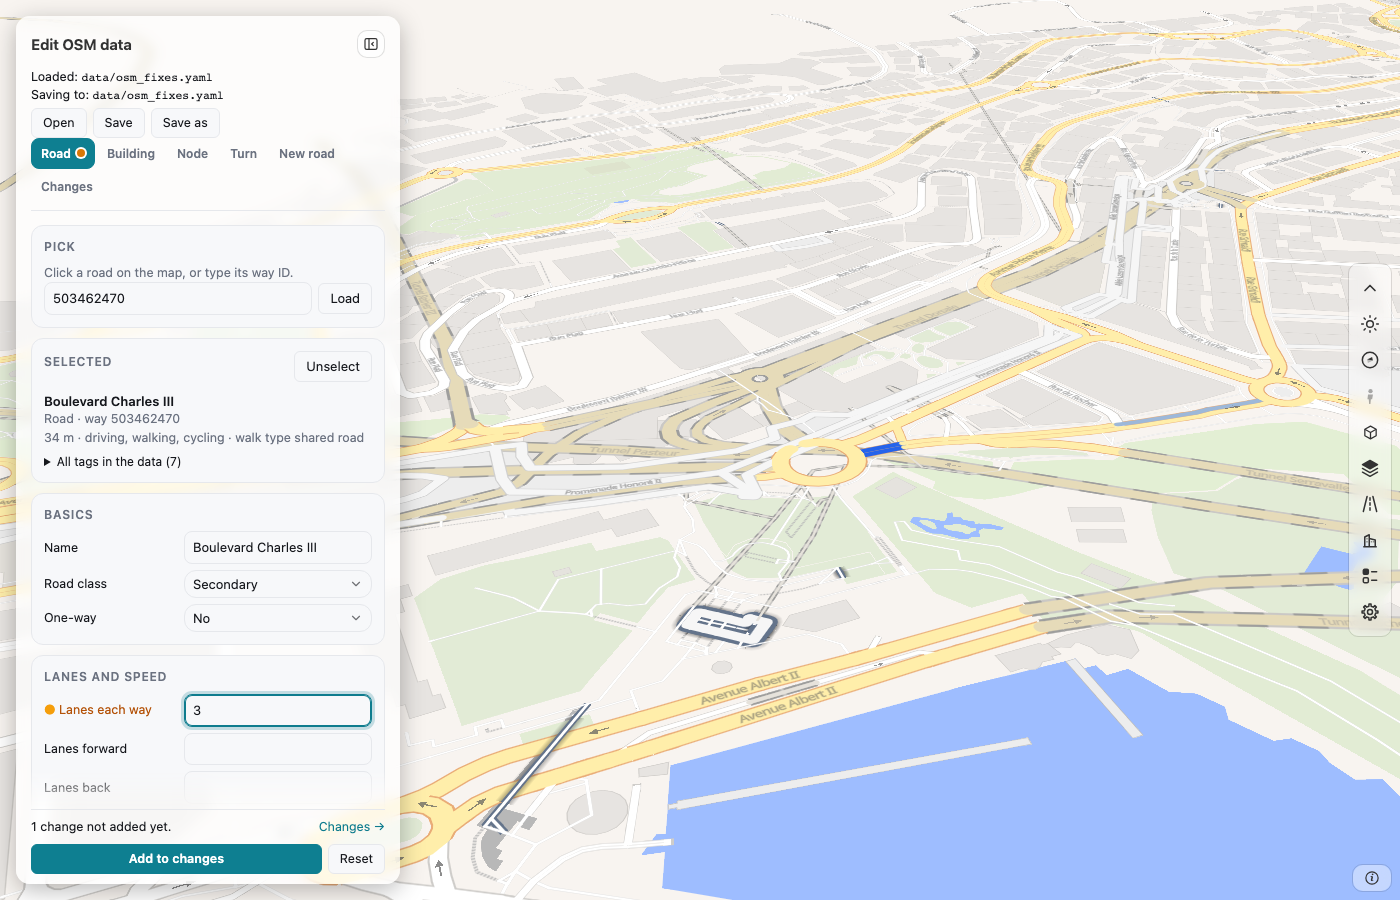 Edit OSM data
Loaded: data/osm_fixes.yaml
Saving to: data/osm_fixes.yaml
Open
Save
Save as
Road
Building
Node
Turn
New road
Changes
PICK
Click a road on the map, or type its way ID.
503462470
Load
SELECTED
Unselect
Boulevard Charles III
Road · way 503462470
34 m · driving, walking, cycling · walk type shared road
All tags in the data (7)
BASICS
Name
Boulevard Charles III
Road class
Secondary
One-way
No
LANES AND SPEED
Lanes each way
3
Lanes forward
Lanes back
1 change not added yet.
Changes →
Add to changes
Reset
Tunnel Pasteur
Promenade Honoré II
Avenue Albert II
Avenue Albert II